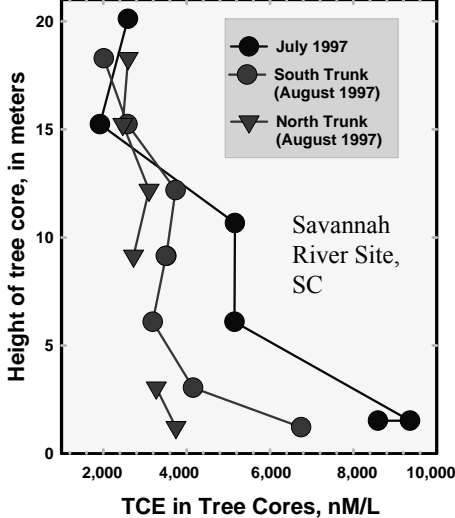 20
15
10
5
0
Height of tree core, in meters
July 1997
South Trunk
(August 1997)
North Trunk
(August 1997)
Savannah
River Site,
SC
2,000 4,000 6,000 8,000 10,000
TCE in Tree Cores, nM/L